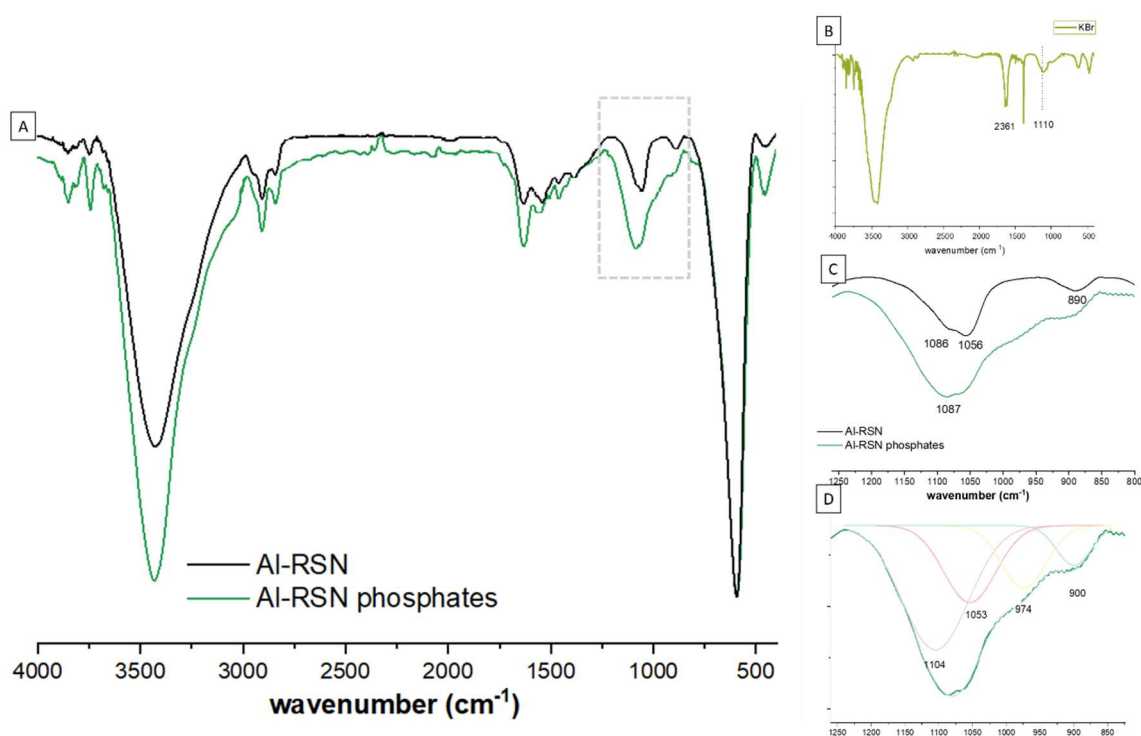 A
Al-RSN
Al-RSN phosphates
4000 3500 3000 2500 2000 1500 1000 500
wavenumber (cm-1)
B
KBr
2361 1110
4000 3500 3000 2500 2000 1500 1000 500
wavenumber (cm-1)
C
890
1086 1056
1087
Al-RSN
Al-RSN phosphates
1250 1200 1150 1100 1050 1000 950 900 850 800
wavenumber (cm-1)
D
1053 974 900
1104
1250 1200 1150 1100 1050 1000 950 900 850
wavenumber (cm-1)